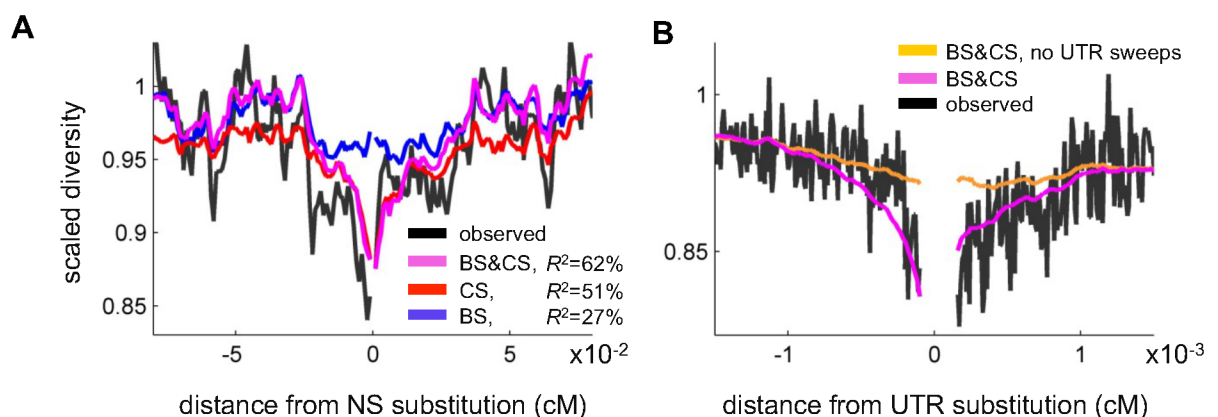 A
scaled diversity
1
0.95
0.9
0.85
observed
BS&CS, R²=62%
CS, R²=51%
BS, R²=27%
-5 0 5 x10⁻²
distance from NS substitution (cM)
B
BS&CS, no UTR sweeps
BS&CS
observed
1
0.85
-1 0 1 x10⁻³
distance from UTR substitution (cM)